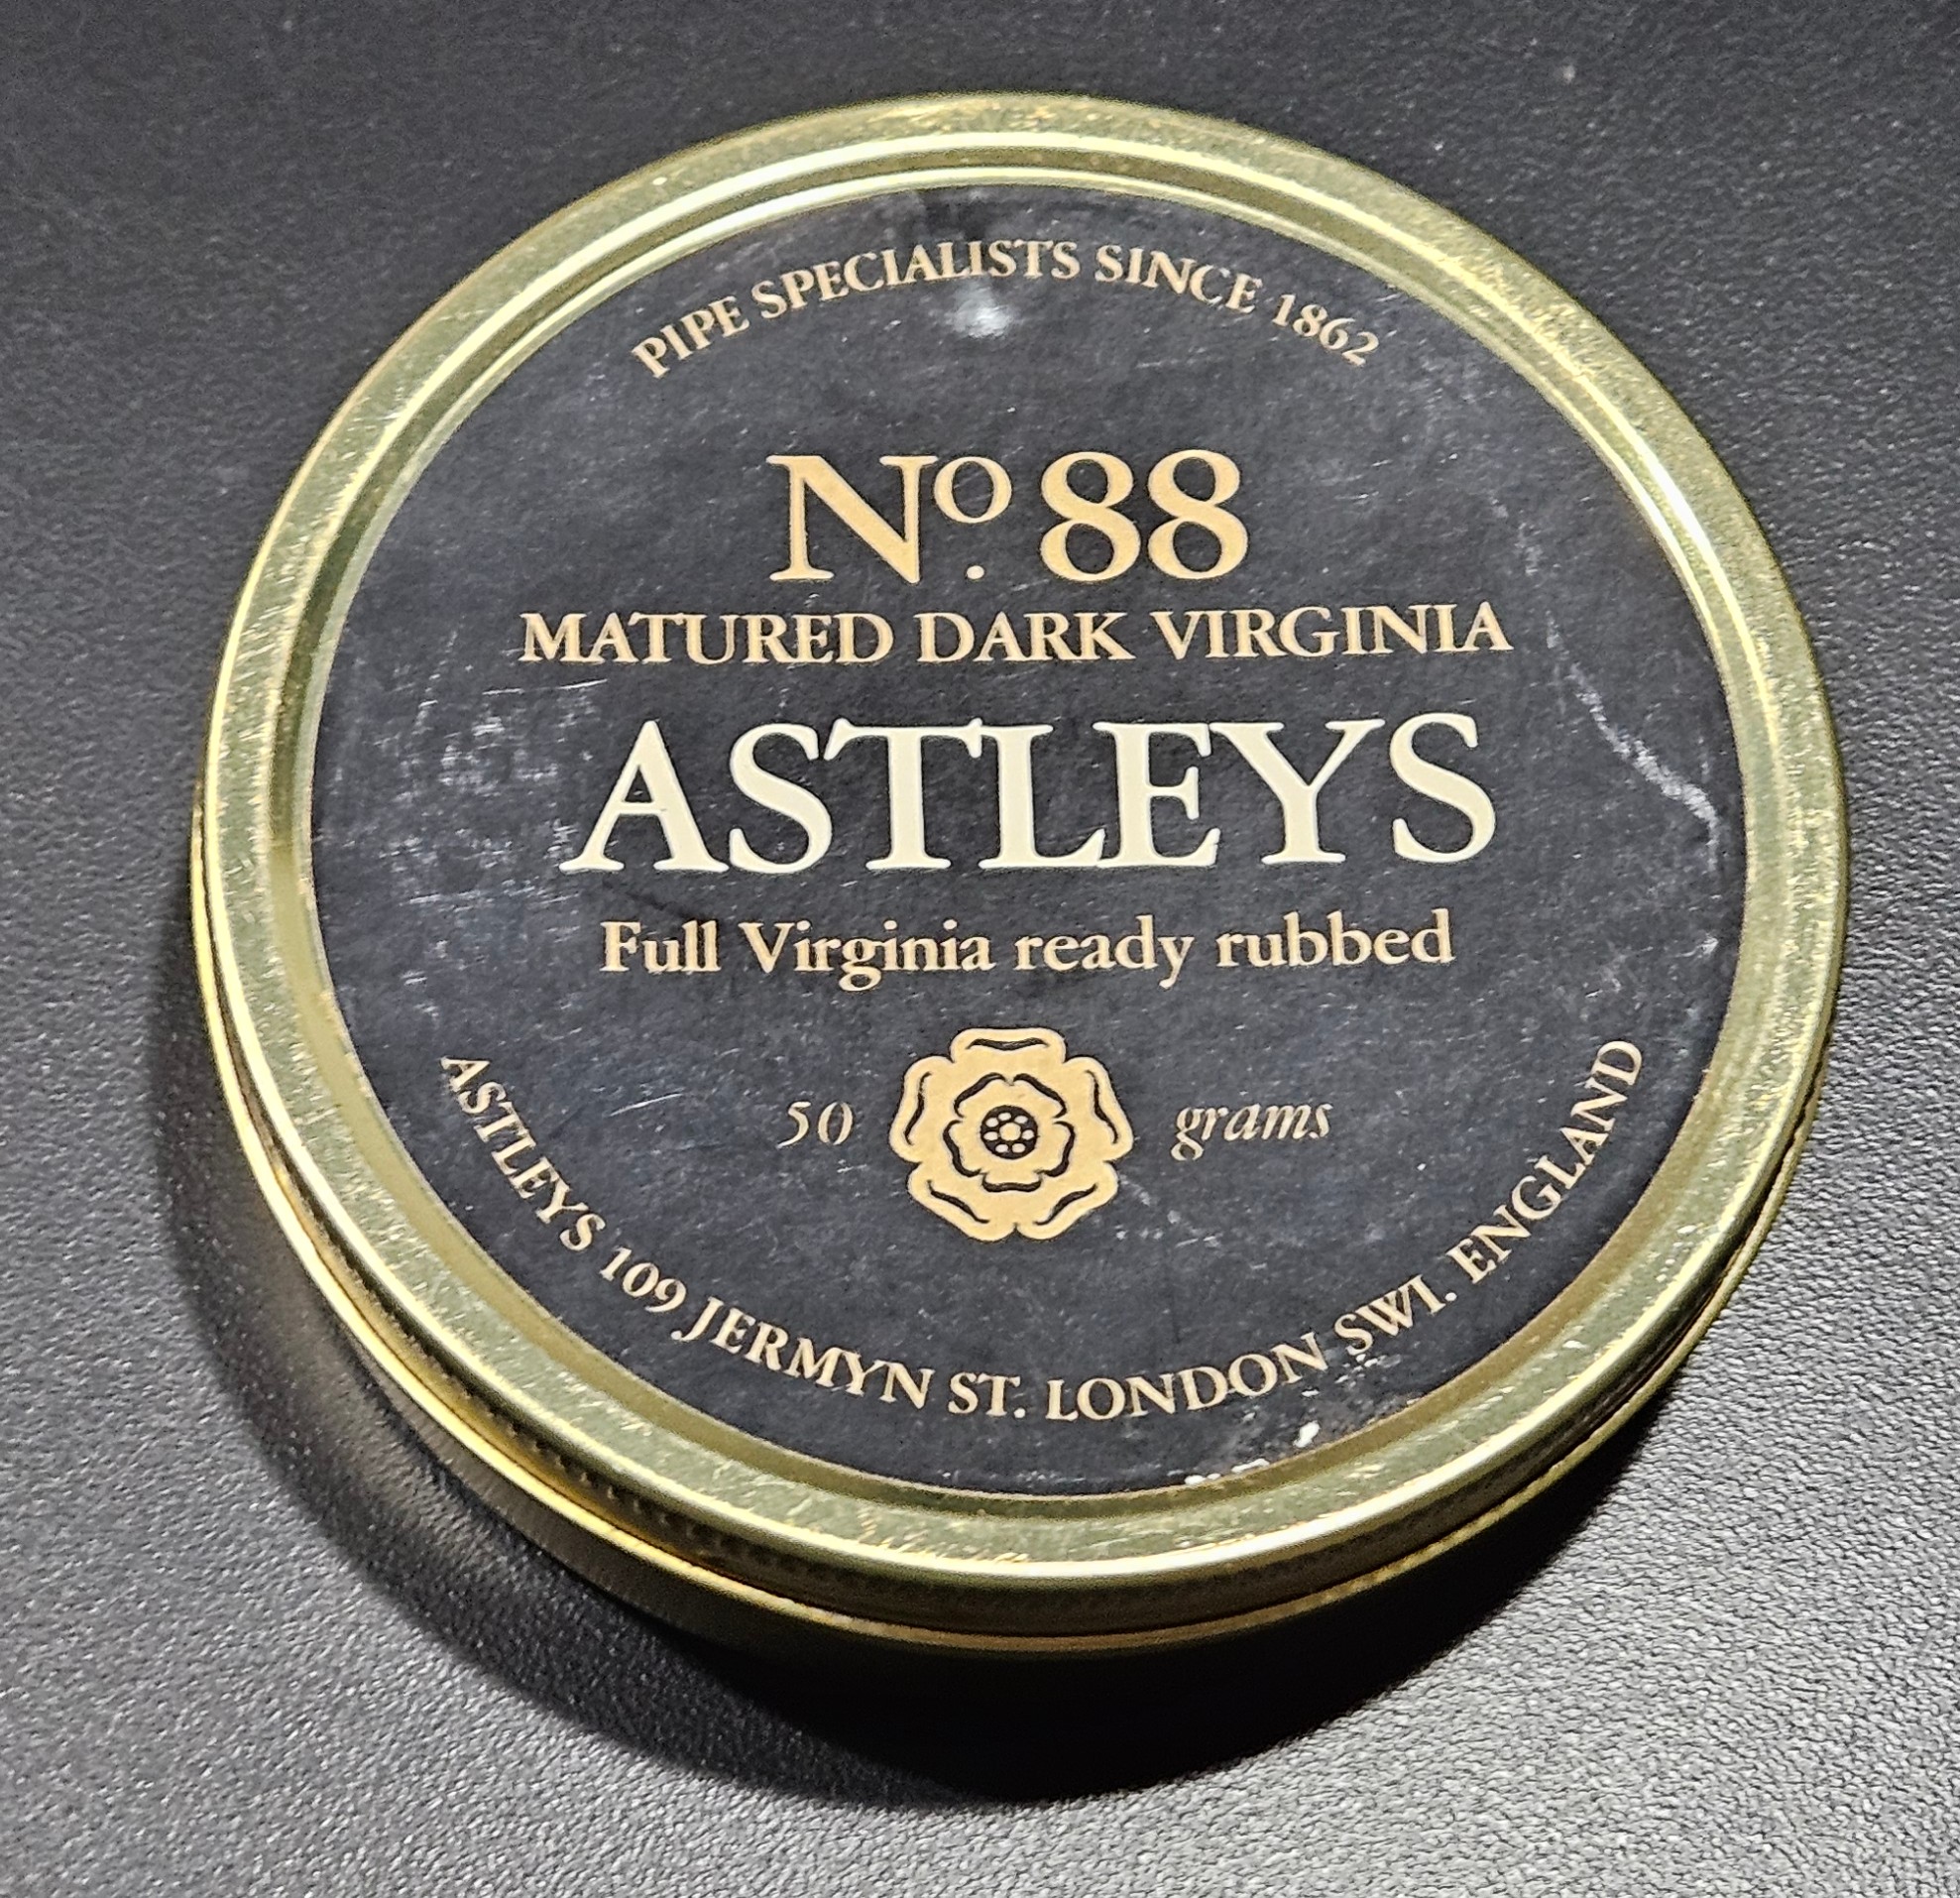 PIPE SPECIALISTS SINCE 1862
No. 88
MATURED DARK VIRGINIA
ASTLEYS
Full Virginia ready rubbed
50 grams
ASTLEYS 109 JERMYN ST. LONDON SW1. ENGLAND